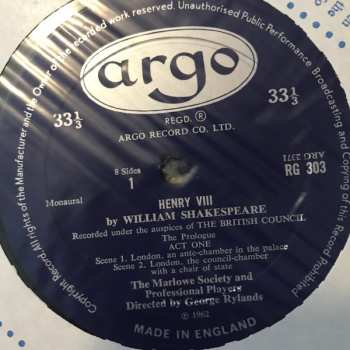 Copyright Record All Rights of the Manufacturer and the Owner of the recorded work reserved. Unauthorised Public Performance, Broadcasting and Copying of this Record Prohibited
argo
33⅓
33⅓
REGD. ®
ARGO RECORD CO. LTD.
ARG 2371
8 Sides
1
RG 303
Monaural
HENRY VIII
by WILLIAM SHAKESPEARE
Recorded under the auspices of THE BRITISH COUNCIL
The Prologue
ACT ONE
Scene 1. London, an ante-chamber in the palace
Scene 2. London, the council-chamber
with a chair of state
The Marlowe Society and
Professional Players
Directed by George Rylands
℗ 1962
MADE IN ENGLAND